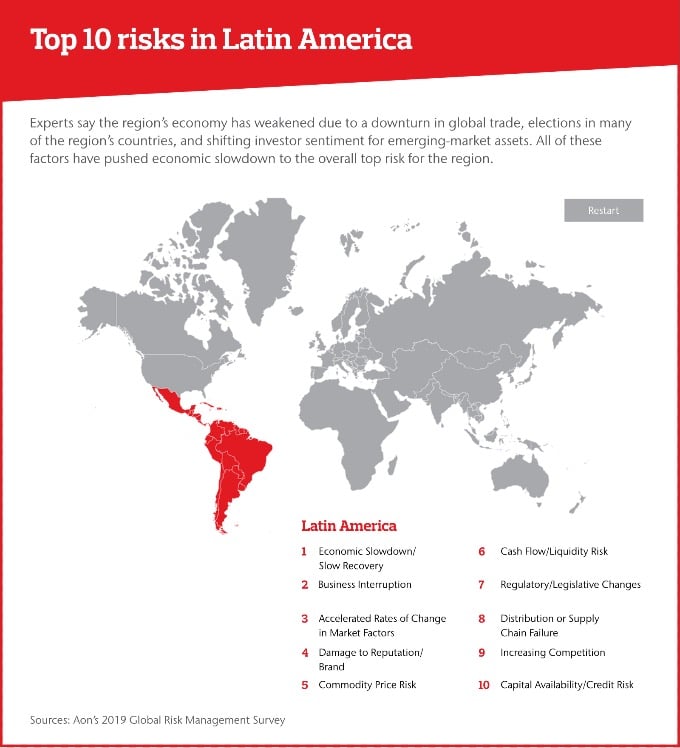 Top 10 risks in Latin America
Experts say the region's economy has weakened due to a downturn in global trade, elections in many
of the region's countries, and shifting investor sentiment for emerging-market assets. All of these
factors have pushed economic slowdown to the overall top risk for the region.
Restart
Latin America
1 Economic Slowdown/
Slow Recovery
2 Business Interruption
3 Accelerated Rates of Change
in Market Factors
4 Damage to Reputation/
Brand
5 Commodity Price Risk
6 Cash Flow/Liquidity Risk
7 Regulatory/Legislative Changes
8 Distribution or Supply
Chain Failure
9 Increasing Competition
10 Capital Availability/Credit Risk
Sources: Aon's 2019 Global Risk Management Survey